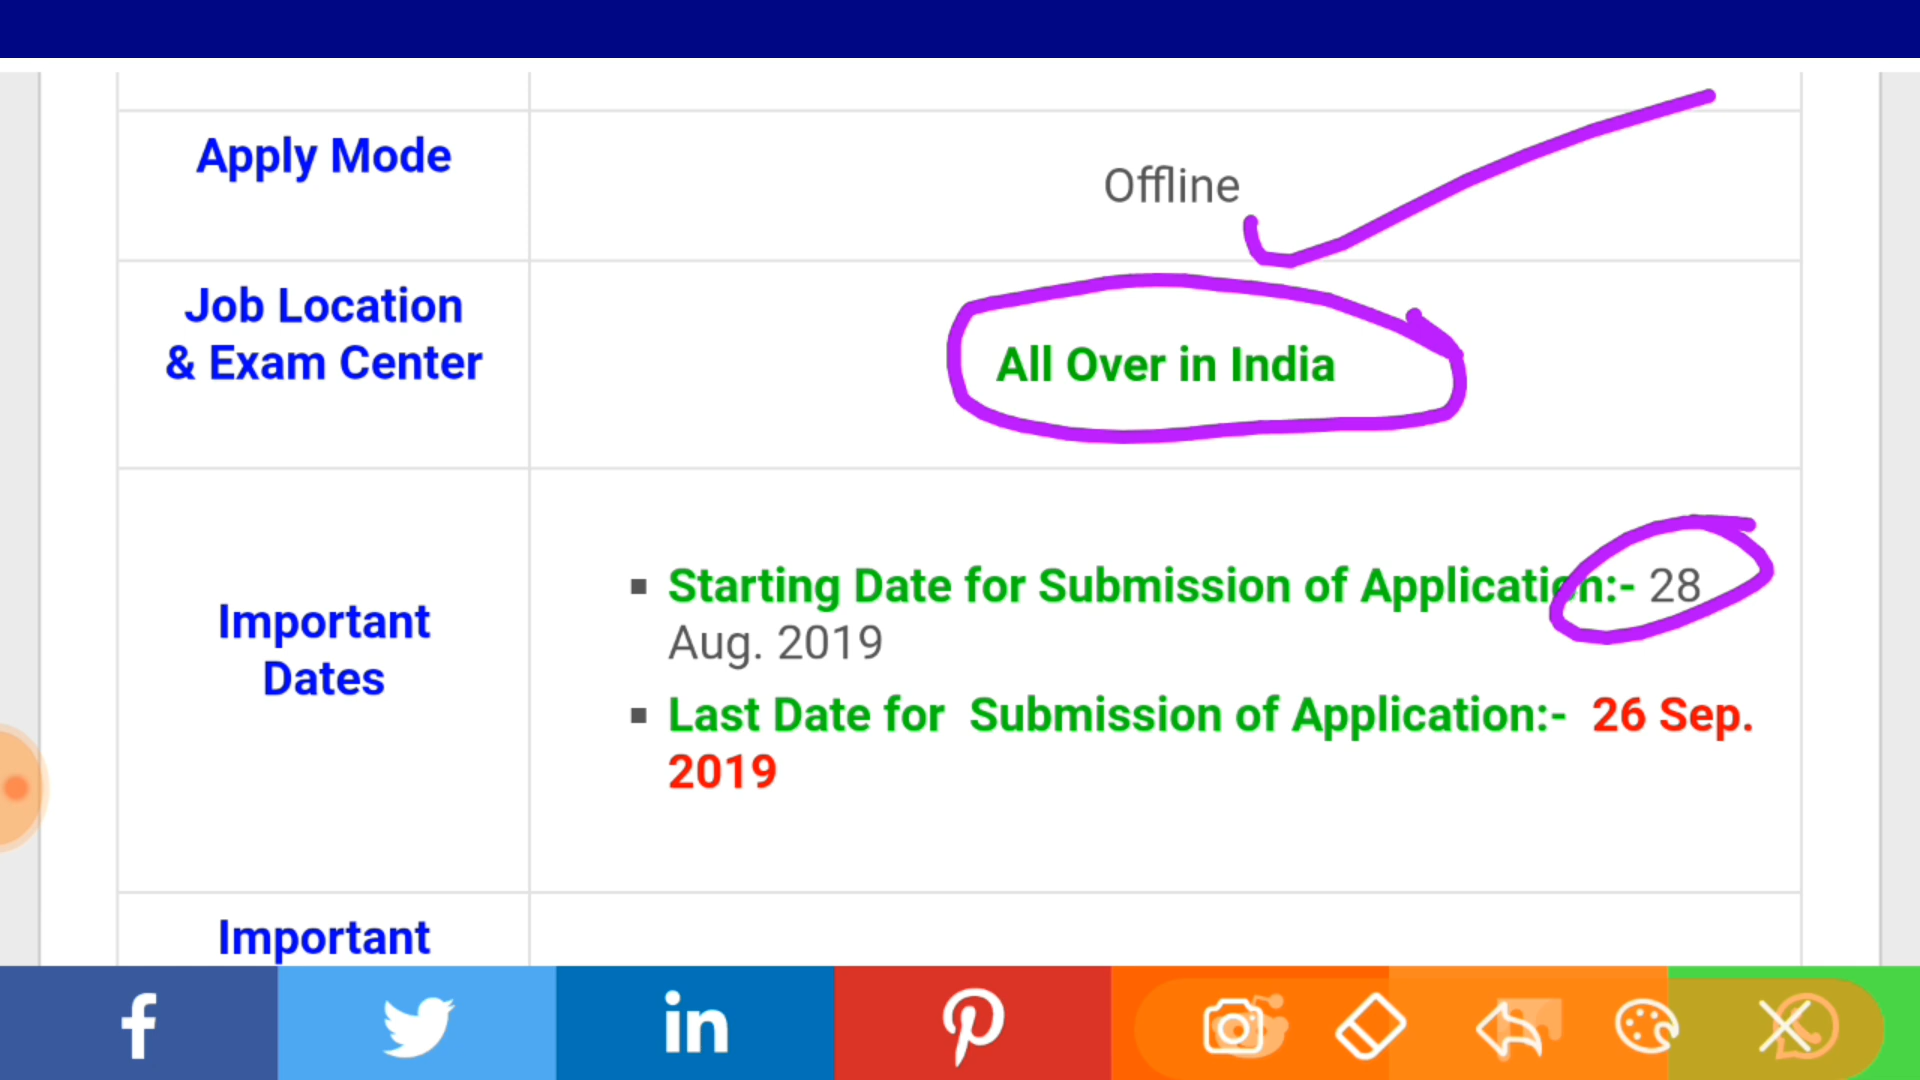 Apply Mode
Offline
Job Location
& Exam Center
All Over in India
Important
Dates
Starting Date for Submission of Application:- 28
Aug. 2019
Last Date for Submission of Application:- 26 Sep.
2019
Important